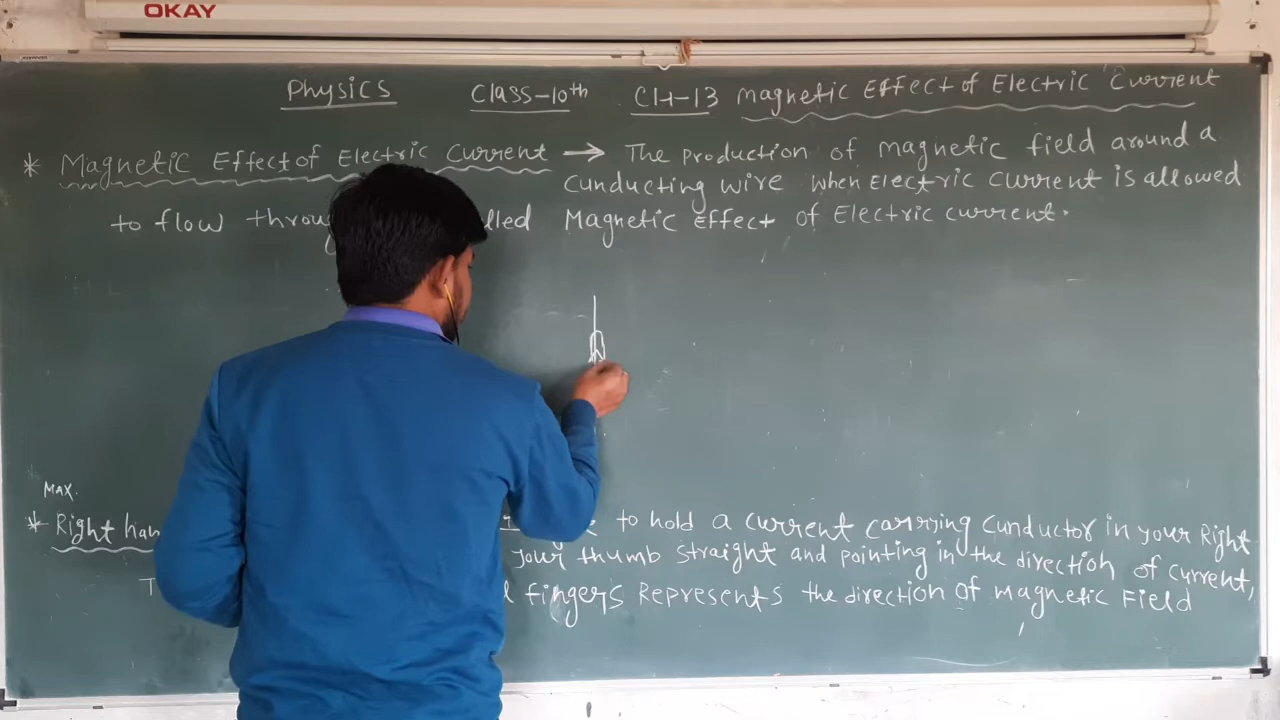 OKAY
Physics Class-10th CH-13 Magnetic Effect of Electric Current
* Magnetic Effect of Electric Current → The production of magnetic field around a
cunducting wire when Electric current is allowed
to flow throu lled Magnetic Effect of Electric current.
MAX.
* Right han to hold a current carrying cunductor in your Right
your thumb straight and pointing in the direction of current,
T fingers Represents the direction of magnetic Field